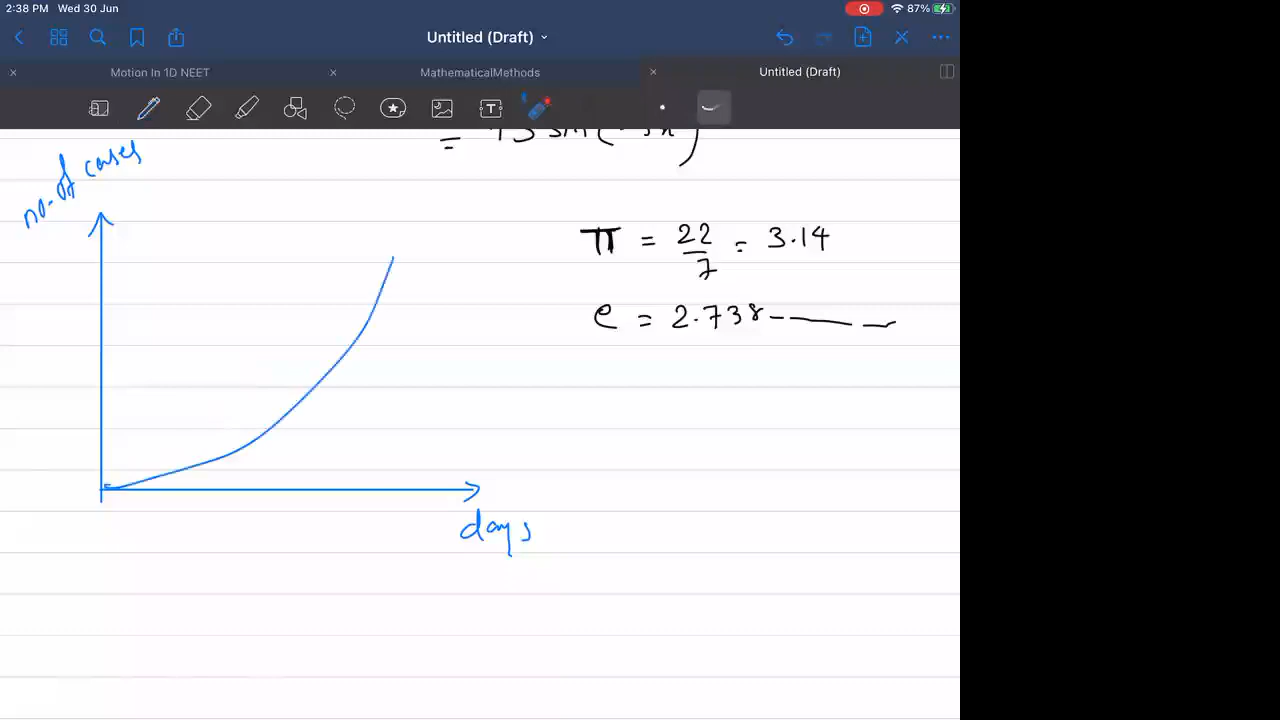 2:38 PM Wed 30 Jun
87%
Untitled (Draft)
Motion In 1D NEET
MathematicalMethods
Untitled (Draft)
no. of cases
π = 22/7 = 3.14
e = 2.738
days